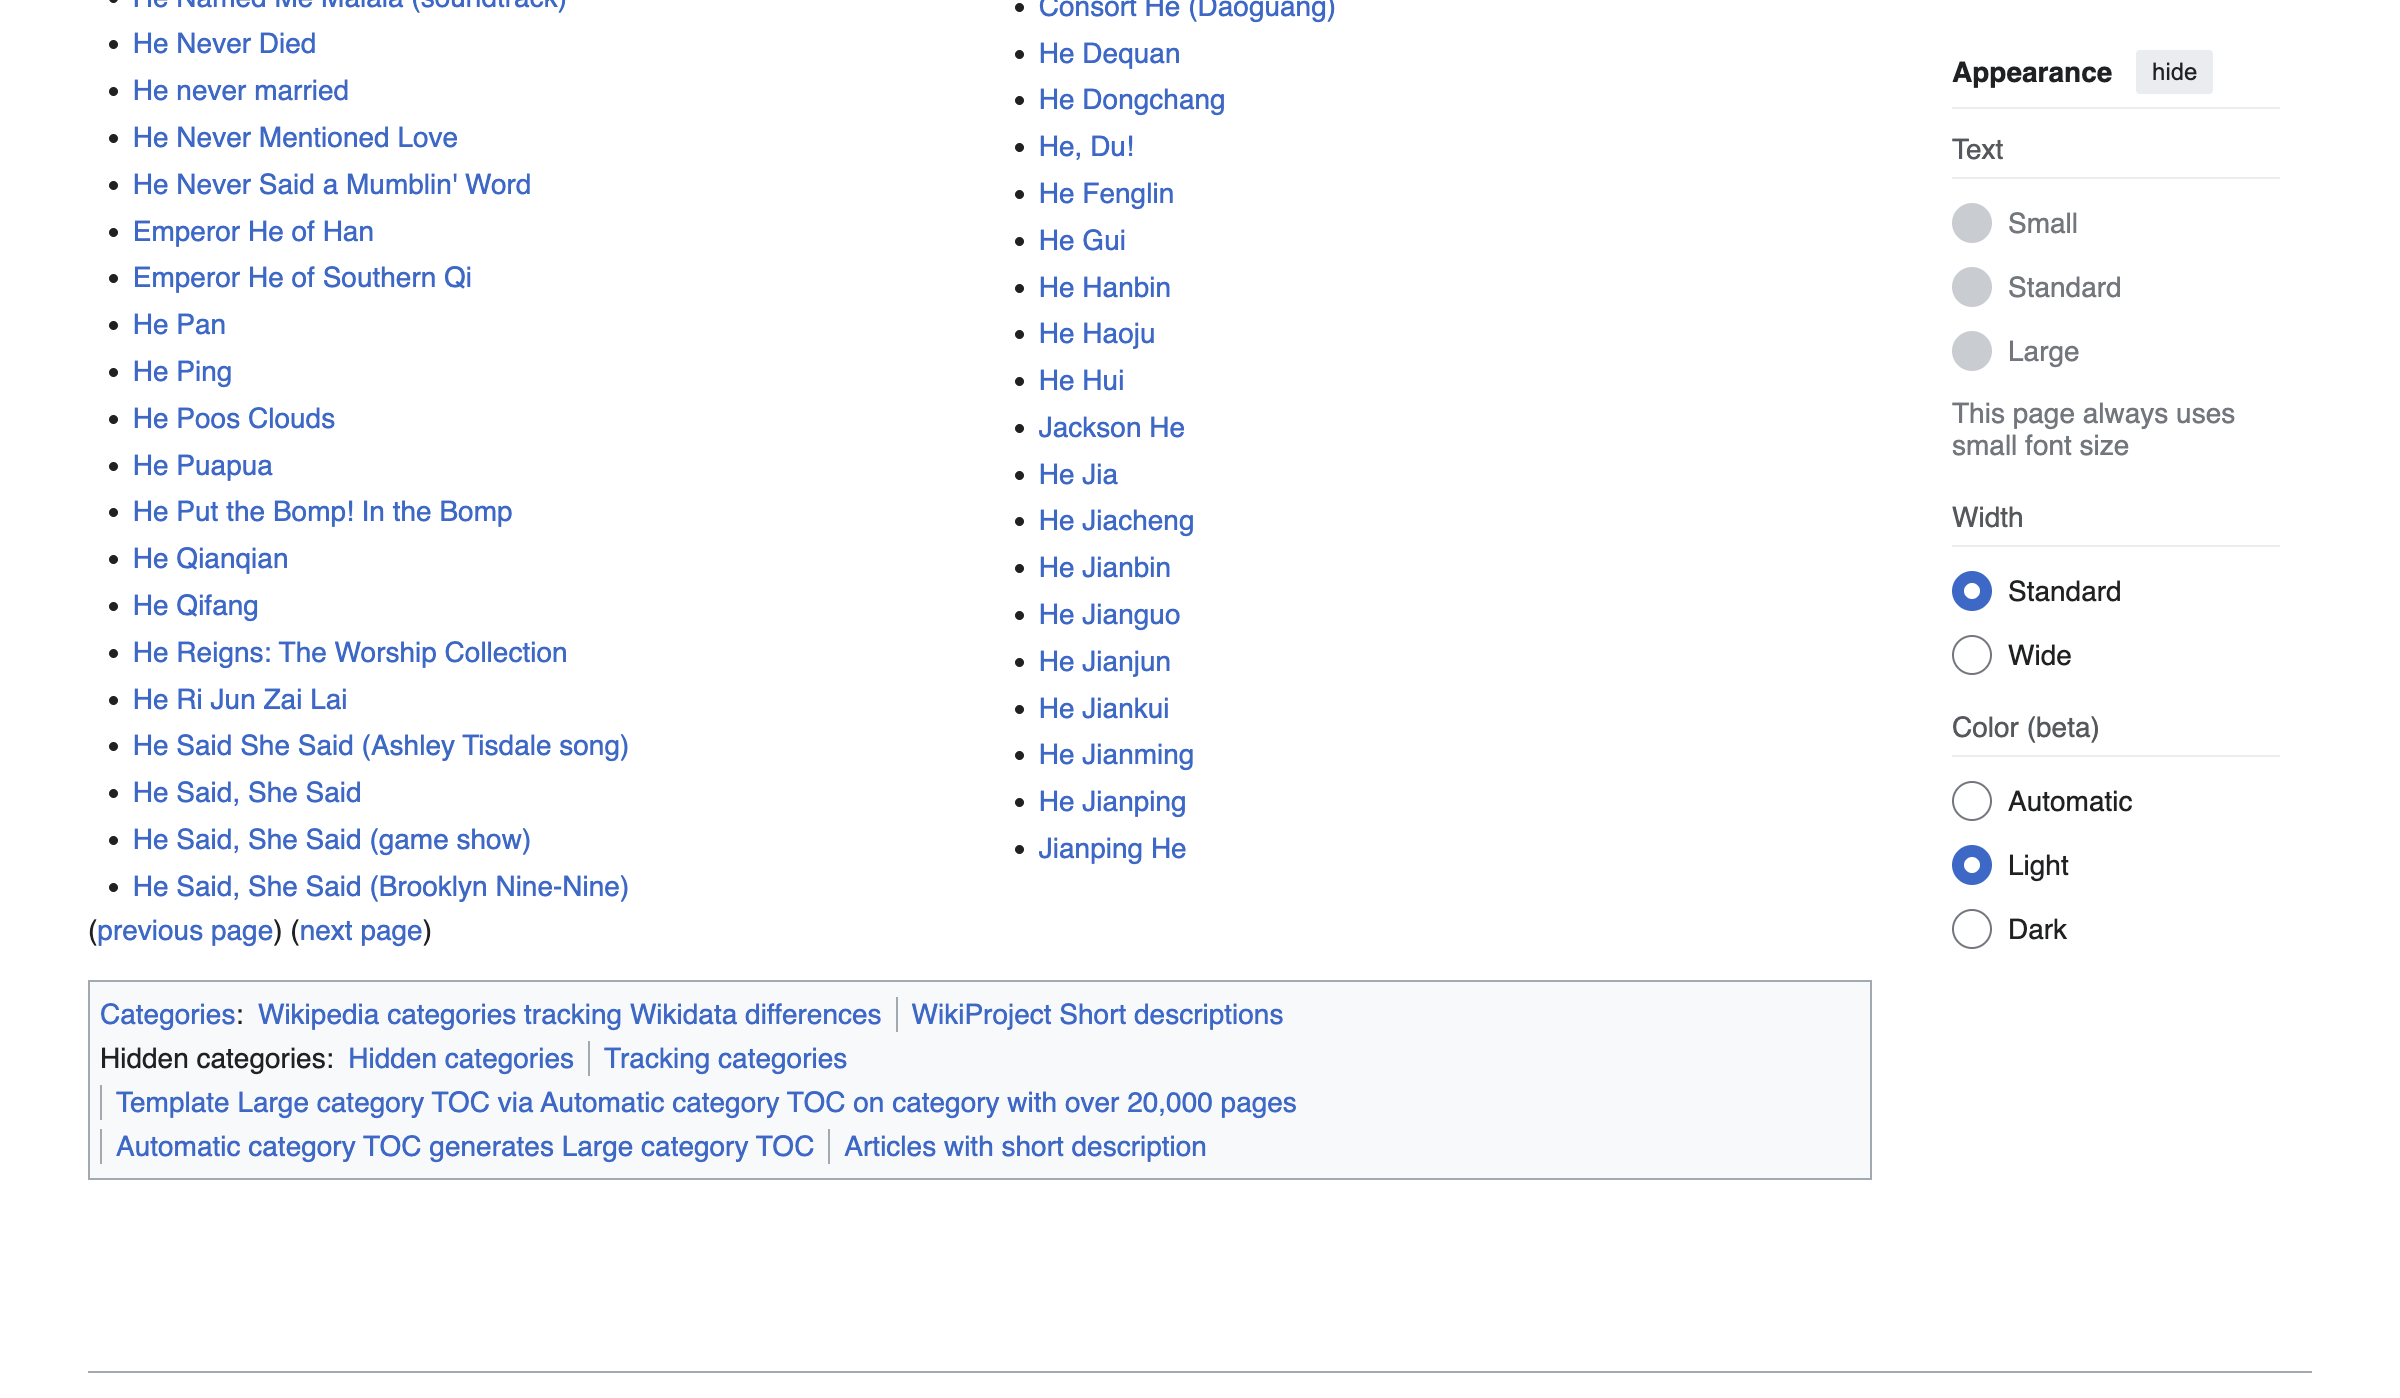 He Named Me Malala (soundtrack)
He Never Died
He never married
He Never Mentioned Love
He Never Said a Mumblin' Word
Emperor He of Han
Emperor He of Southern Qi
He Pan
He Ping
He Poos Clouds
He Puapua
He Put the Bomp! In the Bomp
He Qianqian
He Qifang
He Reigns: The Worship Collection
He Ri Jun Zai Lai
He Said She Said (Ashley Tisdale song)
He Said, She Said
He Said, She Said (game show)
He Said, She Said (Brooklyn Nine-Nine)
Consort He (Daoguang)
He Dequan
He Dongchang
He, Du!
He Fenglin
He Gui
He Hanbin
He Haoju
He Hui
Jackson He
He Jia
He Jiacheng
He Jianbin
He Jianguo
He Jianjun
He Jiankui
He Jianming
He Jianping
Jianping He
(previous page) (next page)
Categories: Wikipedia categories tracking Wikidata differences | WikiProject Short descriptions
Hidden categories: Hidden categories | Tracking categories
| Template Large category TOC via Automatic category TOC on category with over 20,000 pages
| Automatic category TOC generates Large category TOC | Articles with short description
Appearance hide
Text
Small
Standard
Large
This page always uses
small font size
Width
Standard
Wide
Color (beta)
Automatic
Light
Dark